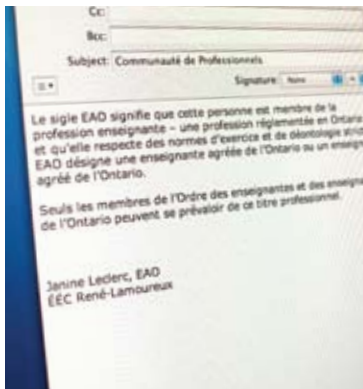 Cc:
Bcc:
Subject: Communauté de Professionnels
Signature: None
Le sigle EAO signifie que cette personne est membre de la
profession enseignante – une profession réglementée en Ontario
et qu'elle respecte des normes d'exercice et de déontologie
EAO désigne une enseignante agréée de l'Ontario ou un
agréé de l'Ontario.
Seuls les membres de l'Ordre des enseignantes et des
de l'Ontario peuvent se prévaloir de ce titre professionnel.
Janine Leclerc, EAO
ÉÉC René-Lamoureux